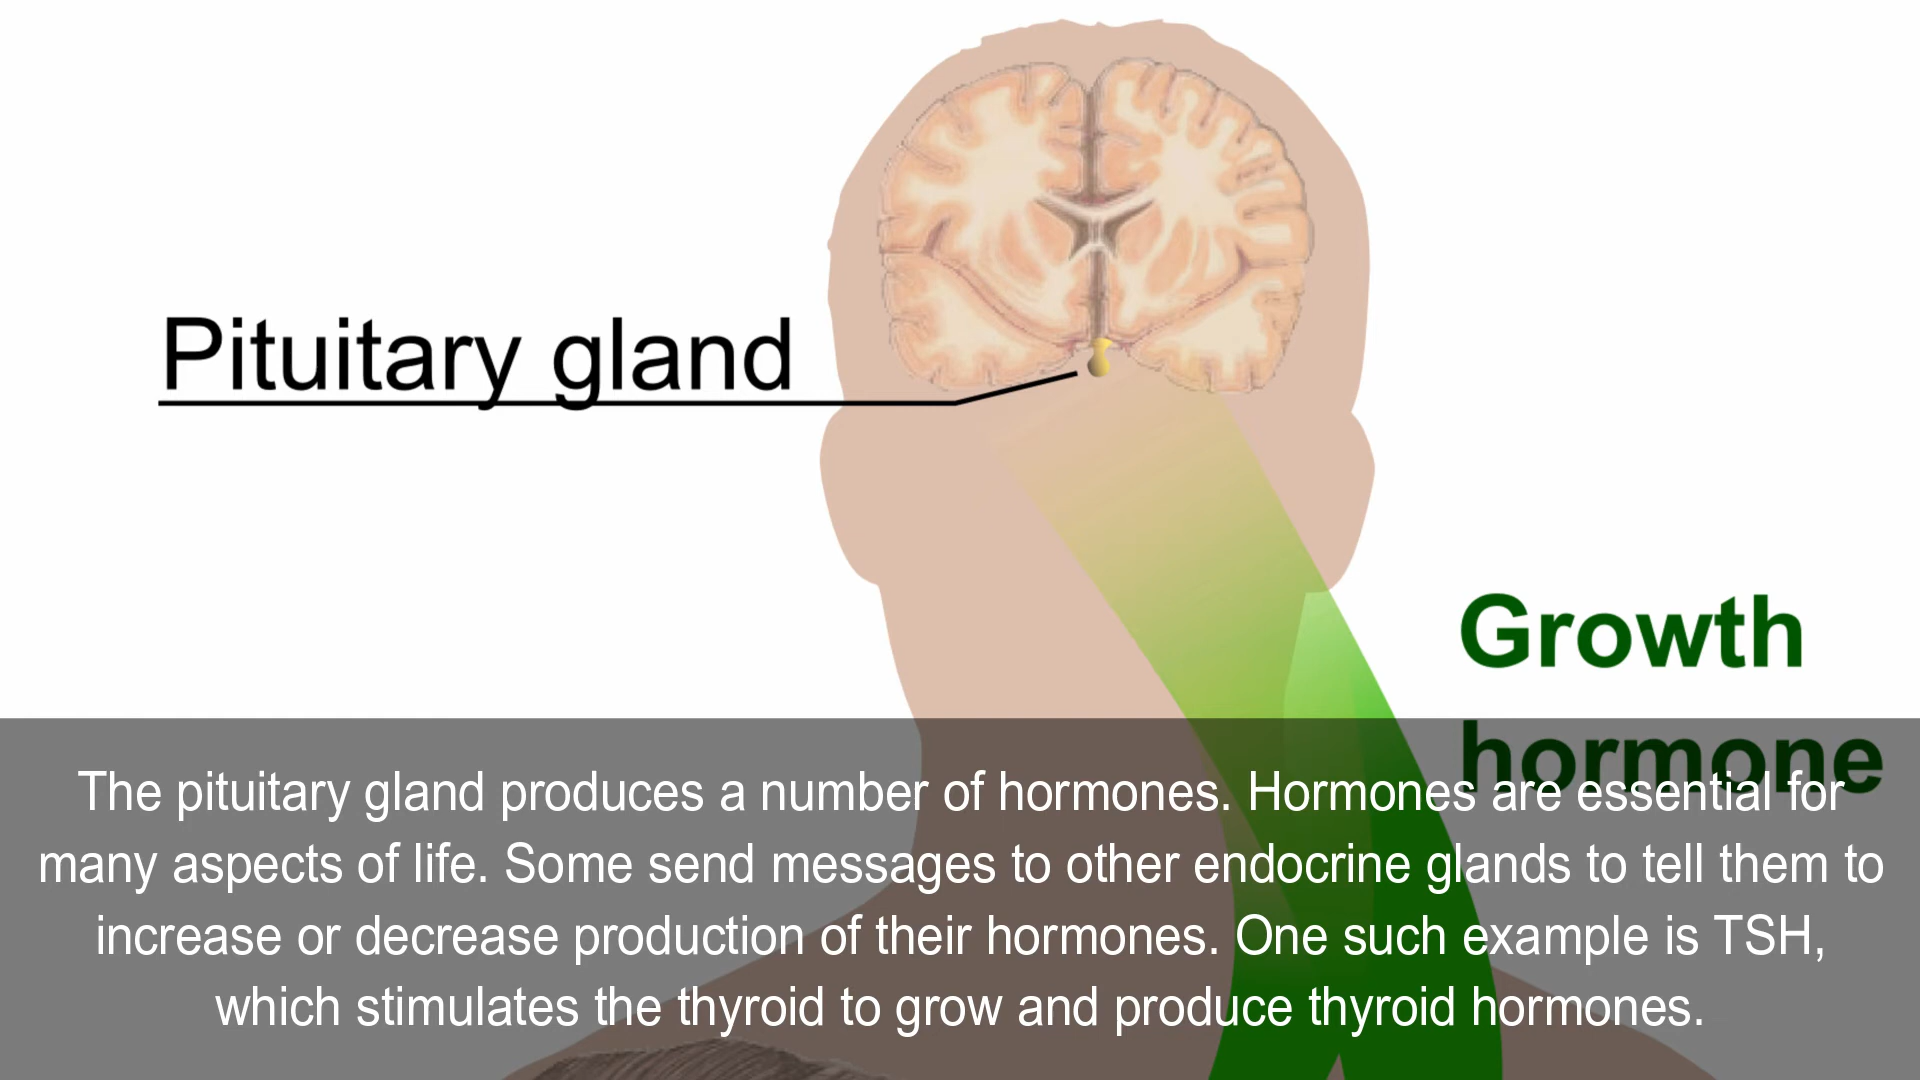 Pituitary gland
Growth
hormone
The pituitary gland produces a number of hormones. Hormones are essential for
many aspects of life. Some send messages to other endocrine glands to tell them to
increase or decrease production of their hormones. One such example is TSH,
which stimulates the thyroid to grow and produce thyroid hormones.